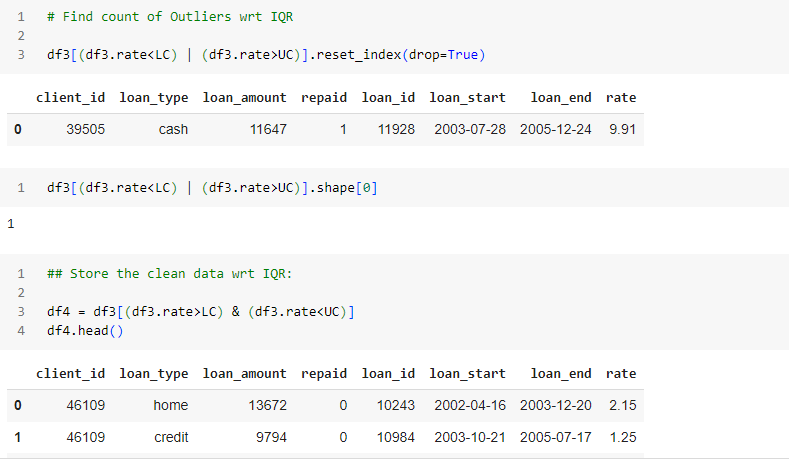 1 # Find count of Outliers wrt IQR
2
3 df3[(df3.rate<LC) | (df3.rate>UC)].reset_index(drop=True)
client_id loan_type loan_amount repaid loan_id loan_start loan_end rate
0 39505 cash 11647 1 11928 2003-07-28 2005-12-24 9.91
1 df3[(df3.rate<LC) | (df3.rate>UC)].shape[0]
1
1 ## Store the clean data wrt IQR:
2
3 df4 = df3[(df3.rate>LC) & (df3.rate<UC)]
4 df4.head()
client_id loan_type loan_amount repaid loan_id loan_start loan_end rate
0 46109 home 13672 0 10243 2002-04-16 2003-12-20 2.15
1 46109 credit 9794 0 10984 2003-10-21 2005-07-17 1.25